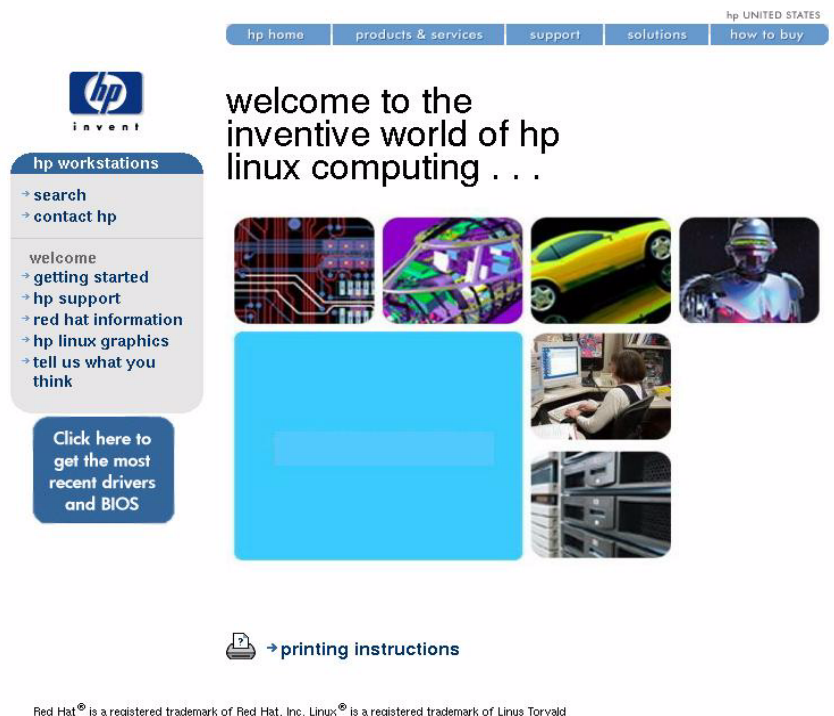 hp UNITED STATES
hp home
products & services
support
solutions
how to buy
hp
invent
welcome to the
inventive world of hp
linux computing . . .
hp workstations
search
contact hp
welcome
getting started
hp support
red hat information
hp linux graphics
tell us what you
think
Click here to
get the most
recent drivers
and BIOS
printing instructions
Red Hat® is a registered trademark of Red Hat, Inc. Linux® is a registered trademark of Linus Torvald